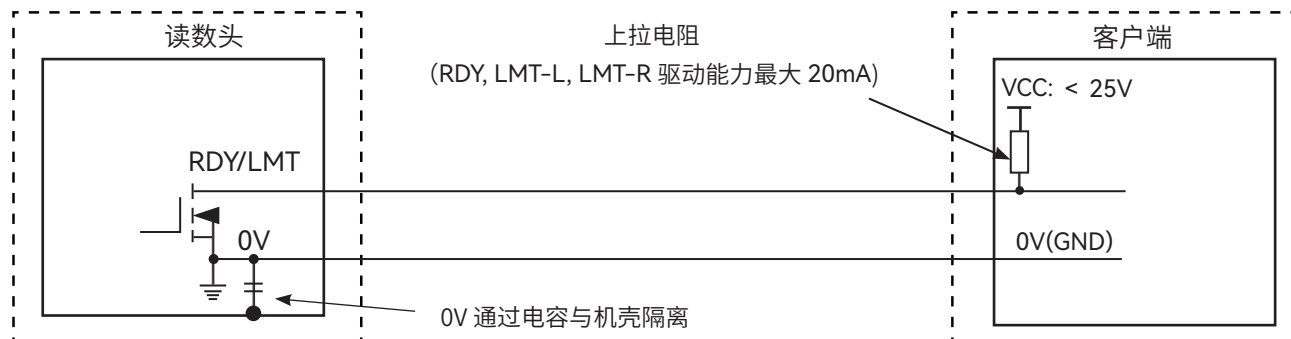 读数头
上拉电阻
（RDY, LMT-L, LMT-R 驱动能力最大 20mA)
客户端
VCC: < 25V
RDY/LMT
0V
0V(GND)
0V 通过电容与机壳隔离